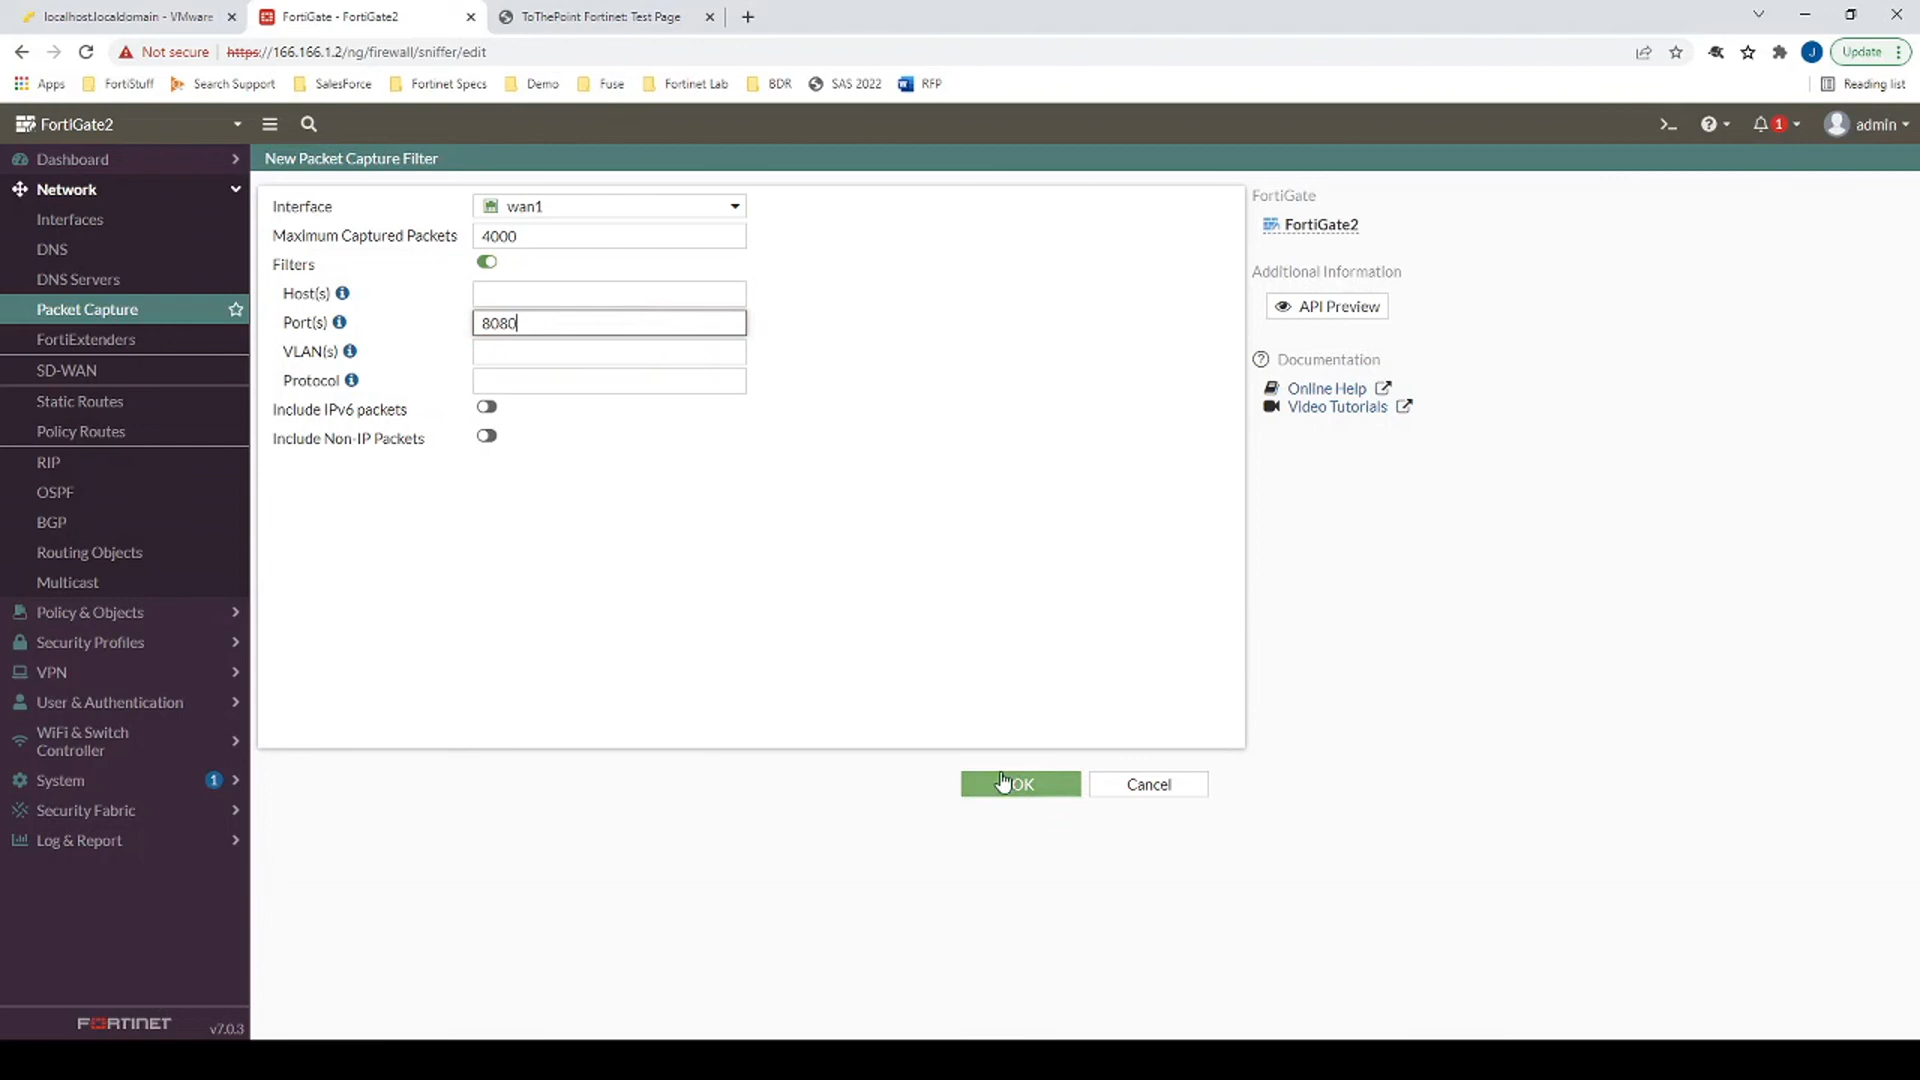 localhost.localdomain - VMware
FortiGate - FortiGate2
ToThePoint Fortinet: Test Page
Not secure
https://166.166.1.2/ng/firewall/sniffer/edit
J
Update
Apps
FortiStuff
Search Support
SalesForce
Fortinet Specs
Demo
Fuse
Fortinet Lab
BDR
SAS 2022
RFP
Reading list
FortiGate2
>_
1
admin
Dashboard
Network
Interfaces
DNS
DNS Servers
Packet Capture
FortiExtenders
SD-WAN
Static Routes
Policy Routes
RIP
OSPF
BGP
Routing Objects
Multicast
Policy & Objects
Security Profiles
VPN
User & Authentication
WiFi & Switch
Controller
System 1
Security Fabric
Log & Report
FORTINET
v7.0.3
New Packet Capture Filter
Interface wan1
Maximum Captured Packets 4000
Filters
Host(s)
Port(s) 8080
VLAN(s)
Protocol
Include IPv6 packets
Include Non-IP Packets
OK
Cancel
FortiGate
FortiGate2
Additional Information
API Preview
Documentation
Online Help
Video Tutorials